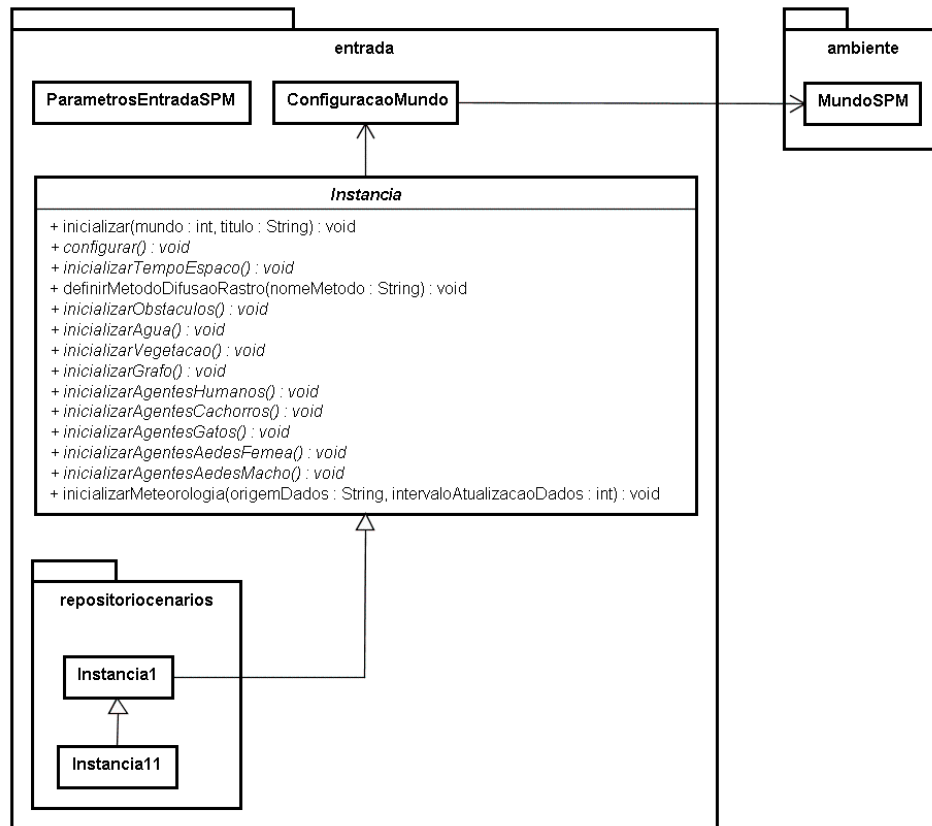 entrada
ambiente
ParametrosEntradaSPM
ConfiguracaoMundo
MundoSPM
Instancia
+ inicializar(mundo : int, titulo : String) : void
+ configurar() : void
+ inicializarTempoEspaco() : void
+ definirMetodoDifusaoRastro(nomeMetodo : String) : void
+ inicializarObstaculos() : void
+ inicializarAgua() : void
+ inicializarVegetacao() : void
+ inicializarGrafo() : void
+ inicializarAgentesHumanos() : void
+ inicializarAgentesCachorros() : void
+ inicializarAgentesGatos() : void
+ inicializarAgentesAedesFemea() : void
+ inicializarAgentesAedesMacho() : void
+ inicializarMeteorologia(origemDados : String, intervaloAtualizacaoDados : int) : void
repositoriocenarios
Instancia1
Instancia11